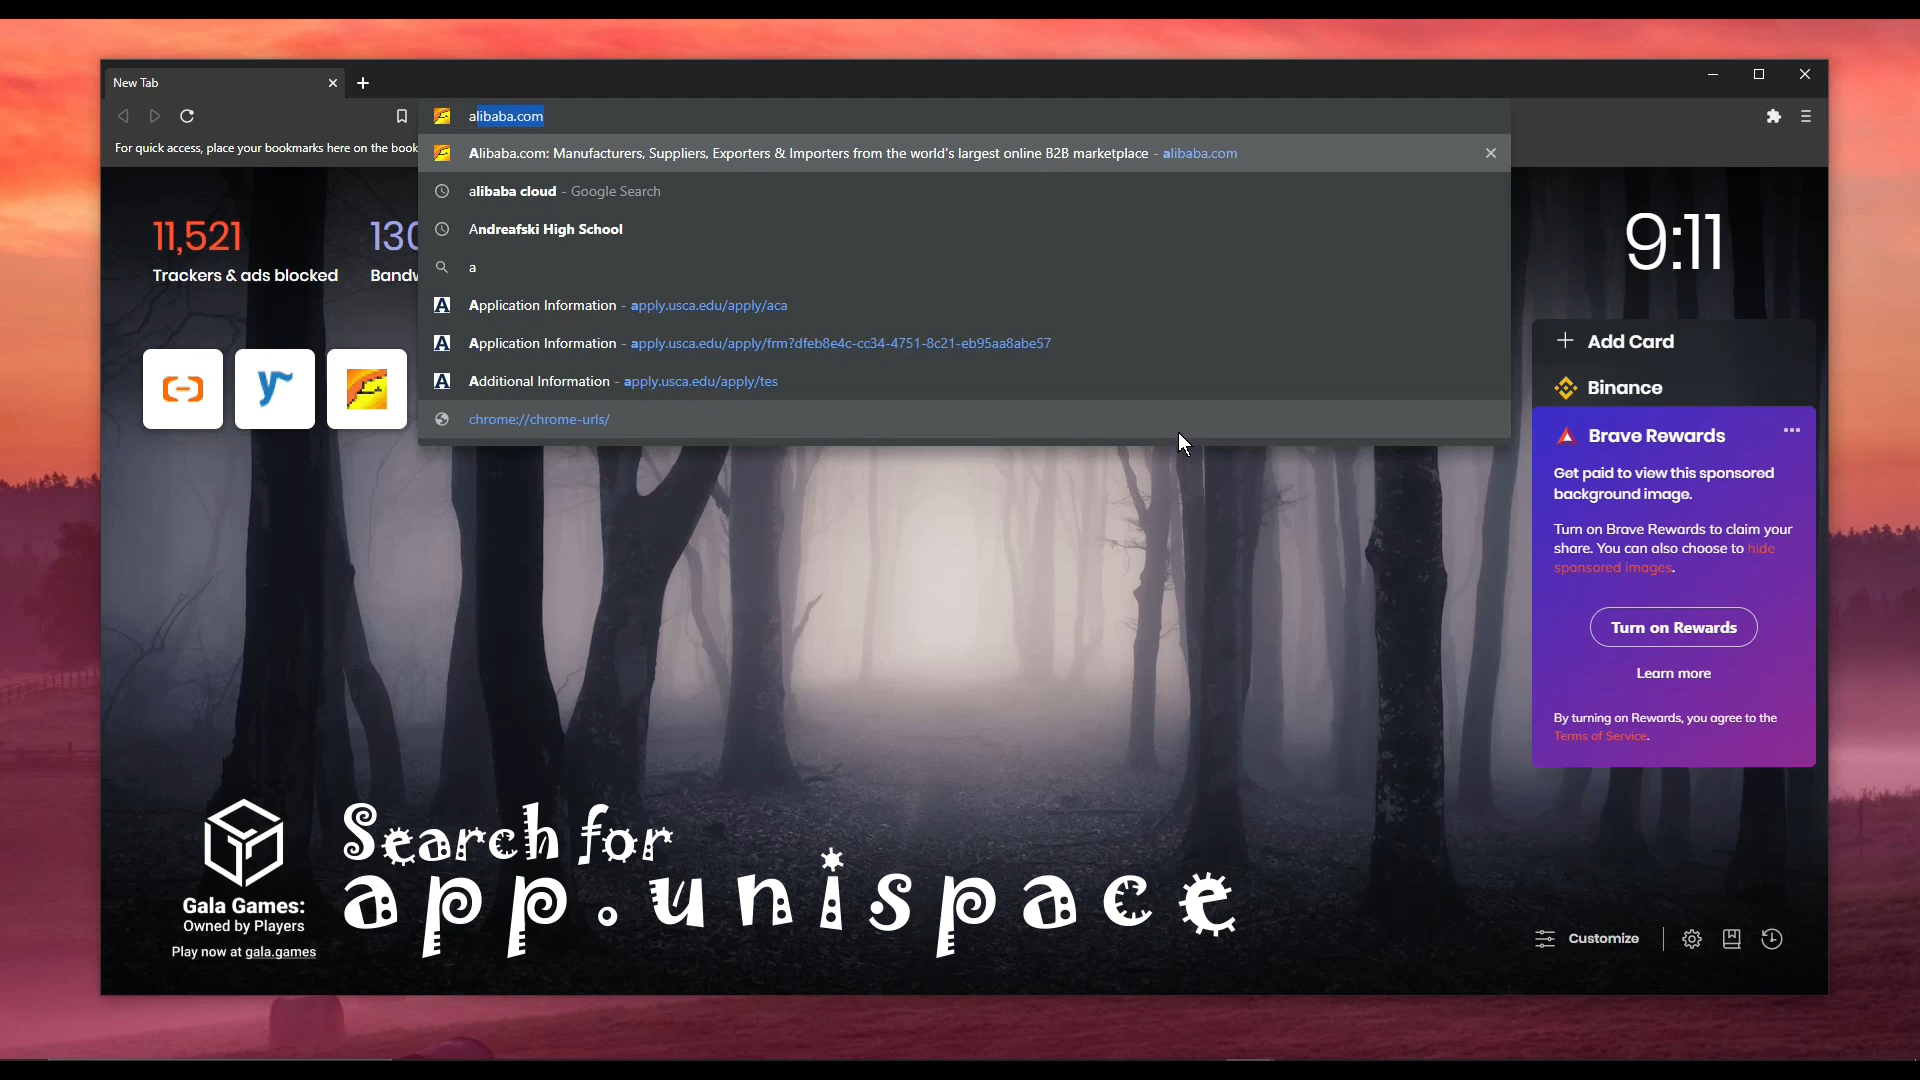 New Tab
alibaba.com
For quick access, place your bookmarks here on the book
Alibaba.com: Manufacturers, Suppliers, Exporters & Importers from the world's largest online B2B marketplace - alibaba.com
alibaba cloud - Google Search
Andreafski High School
a
Application Information - apply.usca.edu/apply/aca
Application Information - apply.usca.edu/apply/frm?dfeb8e4c-cc34-4751-8c21-eb95aa8abe57
Additional Information - apply.usca.edu/apply/tes
chrome://chrome-urls/
11,521
Trackers & ads blocked
130
Bandw
9:11
Add Card
Binance
Brave Rewards
Get paid to view this sponsored
background image.
Turn on Brave Rewards to claim your
share. You can also choose to hide
sponsored images.
Turn on Rewards
Learn more
By turning on Rewards, you agree to the
Terms of Service.
Search for
app.unispace
Gala Games:
Owned by Players
Play now at gala.games
Customize